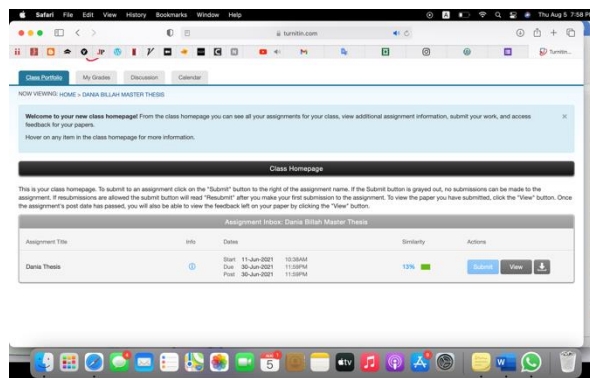 Safari File Edit View History Bookmarks Window Help
Thu Aug 5 7:58 P
turnitin.com
Turnitin...
Class Portfolio My Grades Discussion Calendar
NOW VIEWING: HOME > DANIA BILLAH MASTER THESIS
Welcome to your new class homepage! From the class homepage you can see all your assignments for your class, view additional assignment information, submit your work, and access
feedback for your papers.
Hover on any item in the class homepage for more information.
Class Homepage
This is your class homepage. To submit to an assignment click on the "Submit" button to the right of the assignment name. If the Submit button is grayed out, no submissions can be made to the
assignment. If resubmissions are allowed the submit button will read "Resubmit" after you make your first submission to the assignment. To view the paper you have submitted, click the "View" button. Once
the assignment's post date has passed, you will also be able to view the feedback left on your paper by clicking the "View" button.
Assignment Inbox: Dania Billah Master Thesis
Assignment Title Info Dates Similarity Actions
Start 11-Jun-2021 10:38AM
Dania Thesis Due 30-Jun-2021 11:59PM 13% Submit View
Post 30-Jun-2021 11:59PM
5
tv